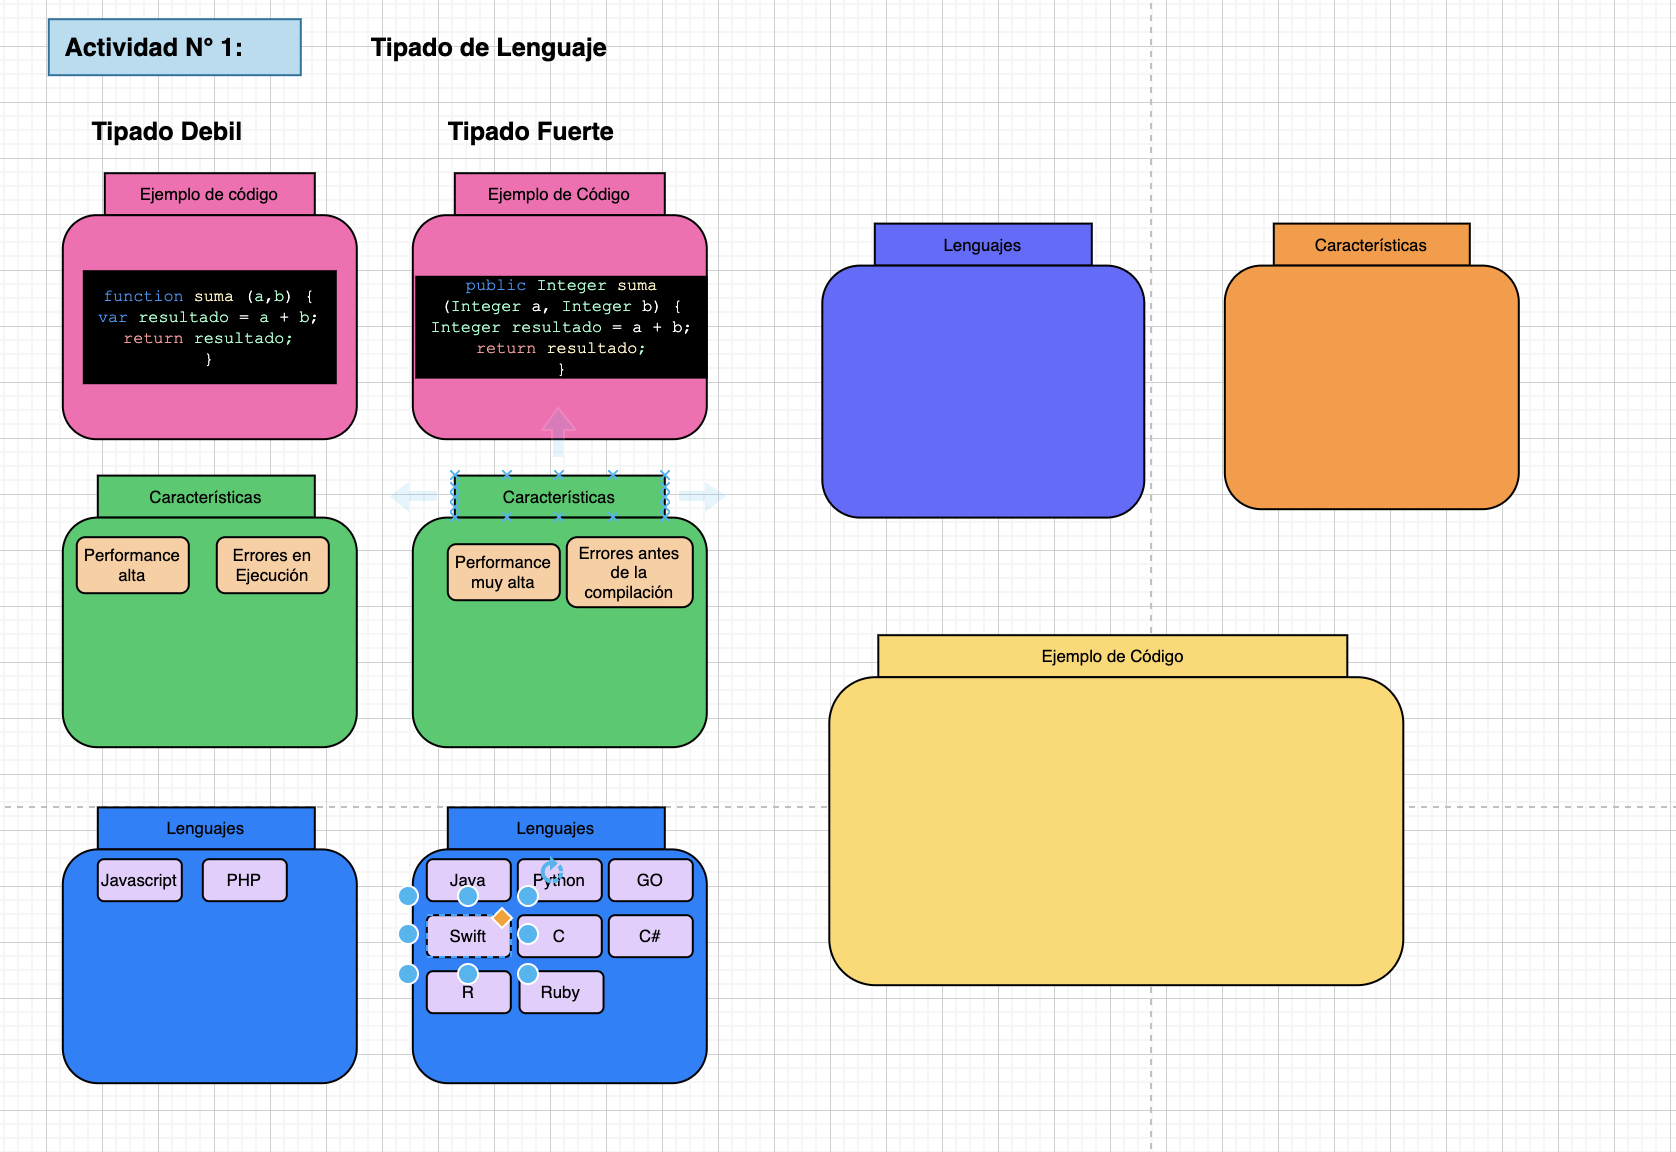 Actividad N° 1:
Tipado de Lenguaje
Tipado Debil
Tipado Fuerte
Ejemplo de código
function suma (a,b) {
var resultado = a + b;
return resultado;
}
Ejemplo de Código
public Integer suma
(Integer a, Integer b) {
Integer resultado = a + b;
return resultado;
}
Características
Performance
alta
Errores en
Ejecución
Características
Performance
muy alta
Errores antes
de la
compilación
Lenguajes
Javascript
PHP
Lenguajes
Java
Python
GO
Swift
C
C#
R
Ruby
Lenguajes
Características
Ejemplo de Código